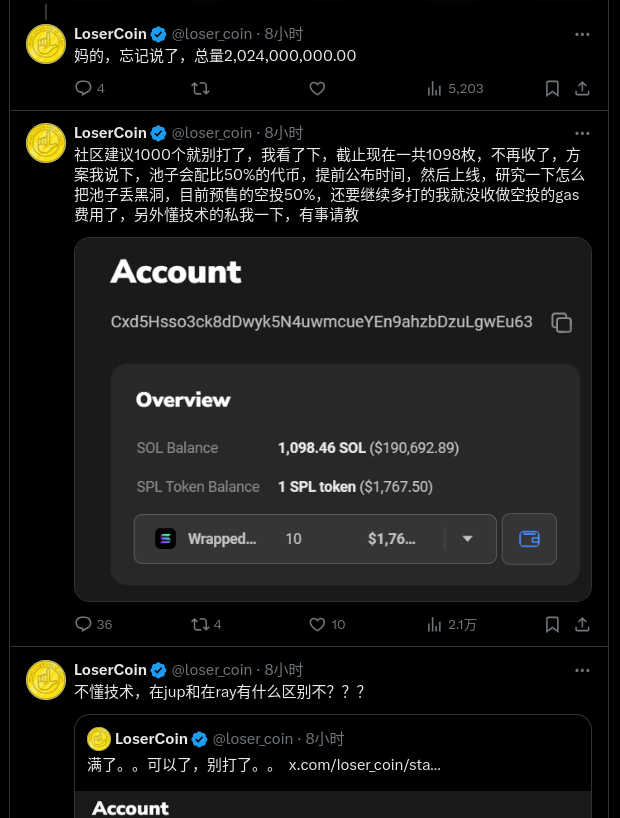 LoserCoin @loser_coin · 8小时
妈的，忘记说了，总量2,024,000,000.00
4 5,203
LoserCoin @loser_coin · 8小时
社区建议1000个就别打了，我看了下，截止现在一共1098枚，不再收了，方
案我说下，池子会配比50%的代币，提前公布时间，然后上线，研究一下怎么
把池子丢黑洞，目前预售的空投50%，还要继续多打的我就没收做空投的gas
费用了，另外懂技术的私我一下，有事请教
Account
Cxd5Hsso3ck8dDwyk5N4uwmcueYEn9ahzbDzuLgwEu63
Overview
SOL Balance 1,098.46 SOL ($190,692.89)
SPL Token Balance 1 SPL token ($1,767.50)
Wrapped... 10 $1,76...
36 4 10 2.1万
LoserCoin @loser_coin · 8小时
不懂技术，在jup和在ray有什么区别不？？？
LoserCoin @loser_coin · 8小时
满了。。可以了，别打了。。 x.com/loser_coin/sta...
Account